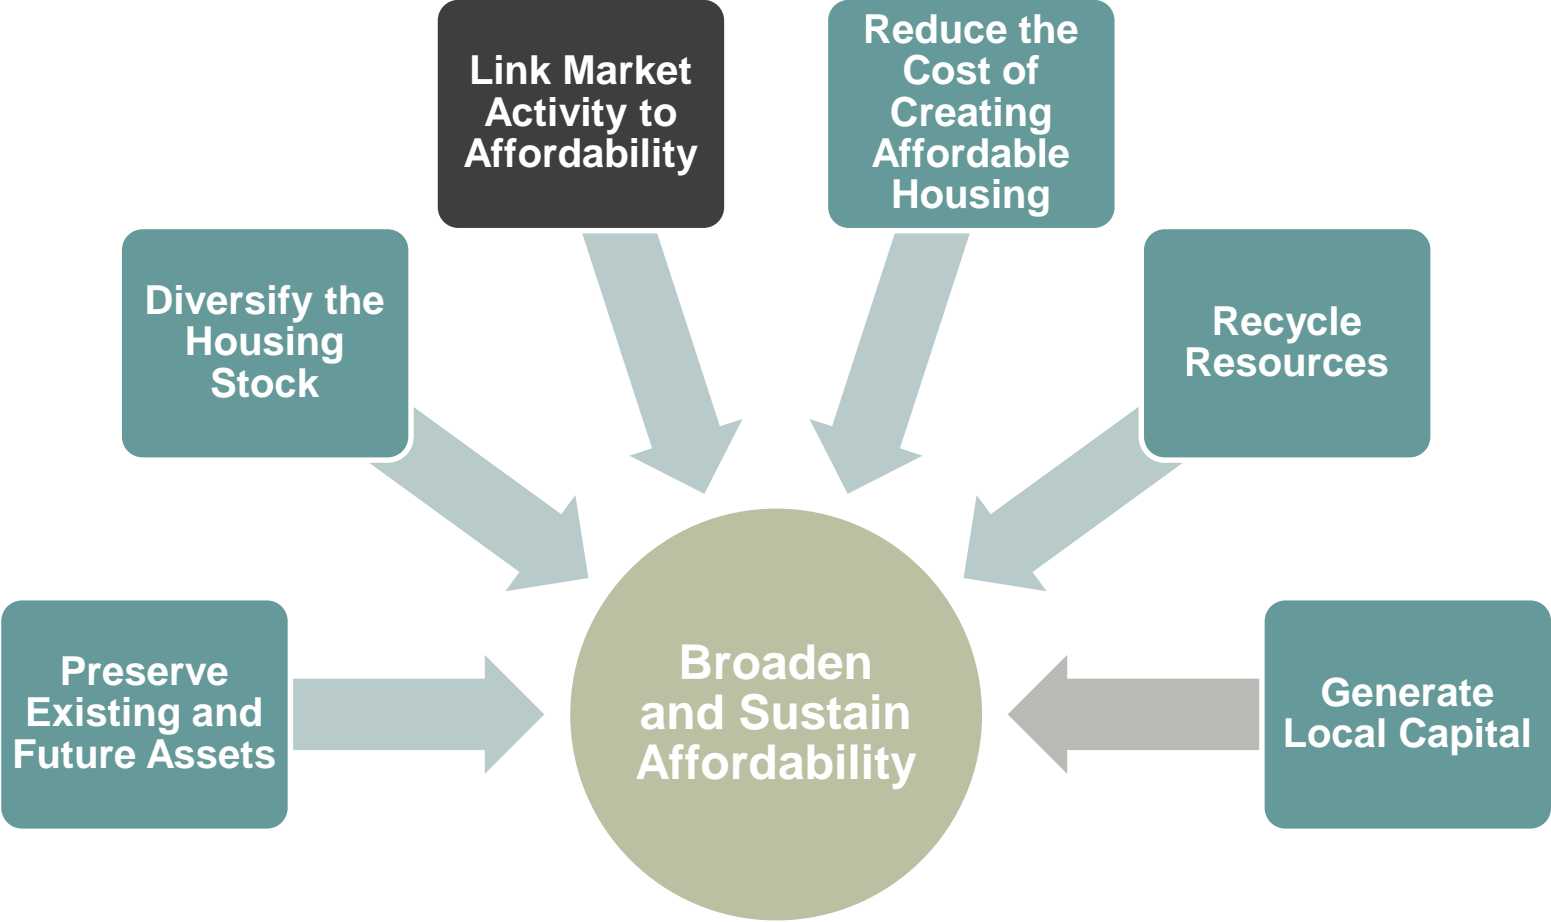 Link Market
Activity to
Affordability
Reduce the
Cost of
Creating
Affordable
Housing
Diversify the
Housing
Stock
Recycle
Resources
Preserve
Existing and
Future Assets
Broaden
and Sustain
Affordability
Generate
Local Capital